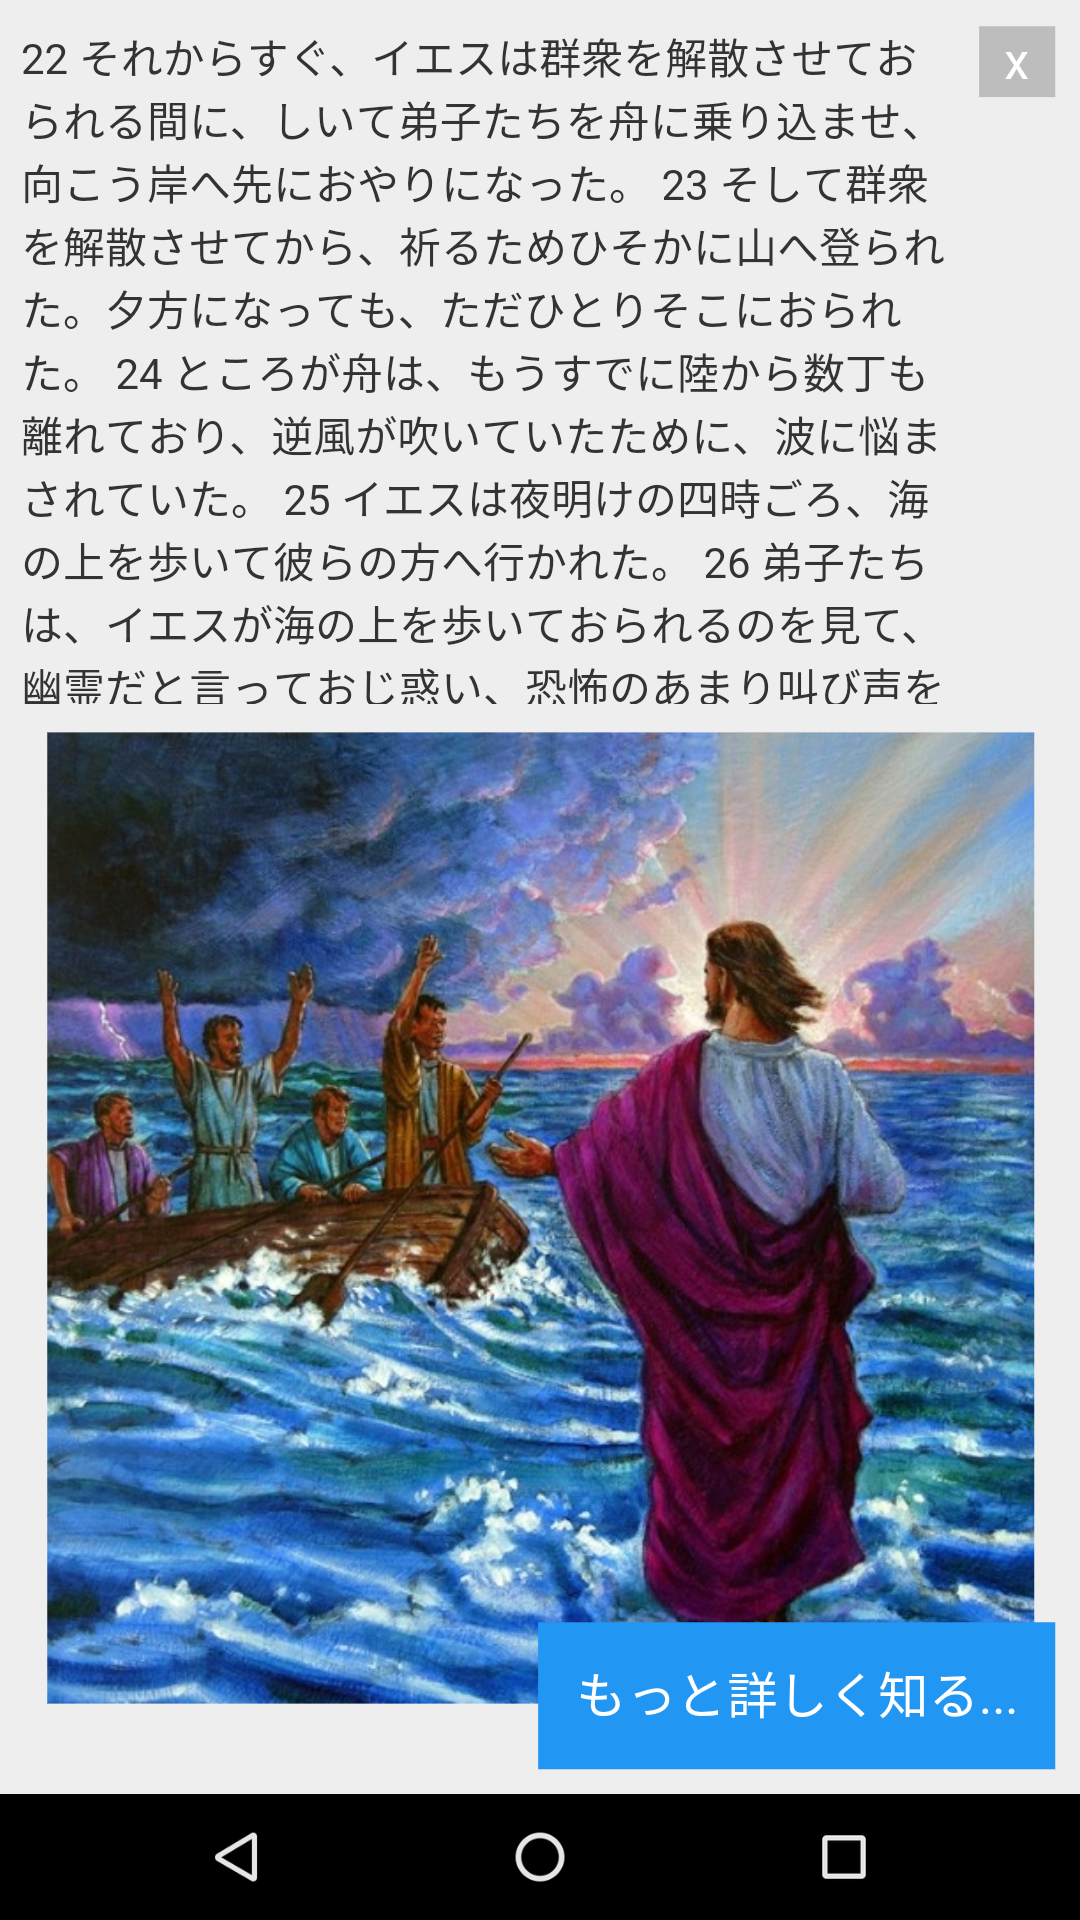 22 それからすぐ、イエスは群衆を解散させてお
られる間に、しいて弟子たちを舟に乗り込ませ、
向こう岸へ先におやりになった。 23 そして群衆
を解散させてから、祈るためひそかに山へ登られ
た。夕方になっても、ただひとりそこにおられ
た。 24 ところが舟は、もうすでに陸から数丁も
離れており、逆風が吹いていたために、波に悩ま
されていた。 25 イエスは夜明けの四時ごろ、海
の上を歩いて彼らの方へ行かれた。 26 弟子たち
は、イエスが海の上を歩いておられるのを見て、
幽霊だと言っておじ惑い、恐怖のあまり叫び声を
x
もっと詳しく知る...